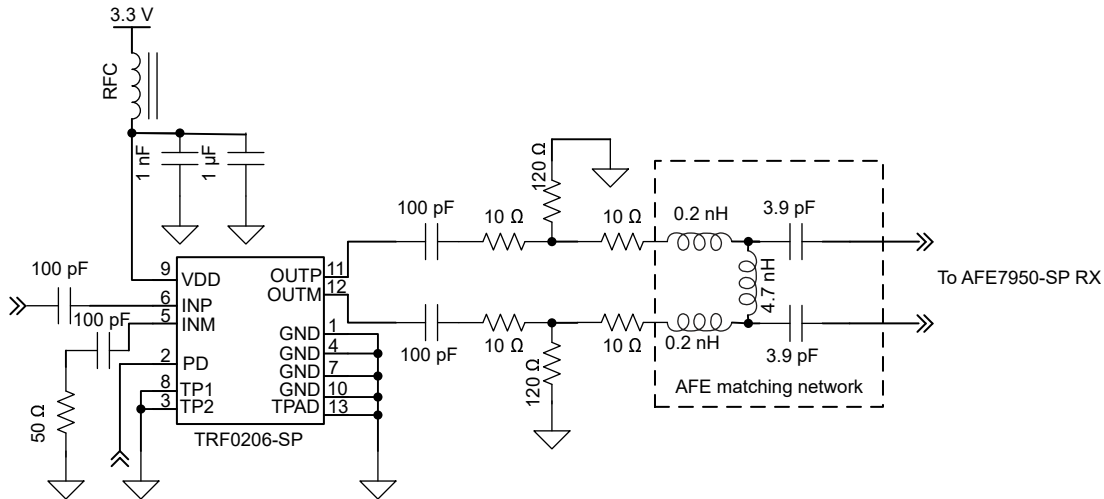 3.3 V
RFC
1 nF
1 µF
120 Ω
100 pF
10 Ω
10 Ω
0.2 nH
3.9 pF
4.7 nH
To AFE7950-SP RX
100 pF
100 pF
9
VDD
6
INP
5
INM
2
PD
8
TP1
3
TP2
OUTP
11
OUTM
12
GND
1
GND
4
GND
7
GND
10
TPAD
13
TRF0206-SP
50 Ω
100 pF
10 Ω
120 Ω
10 Ω
0.2 nH
3.9 pF
AFE matching network